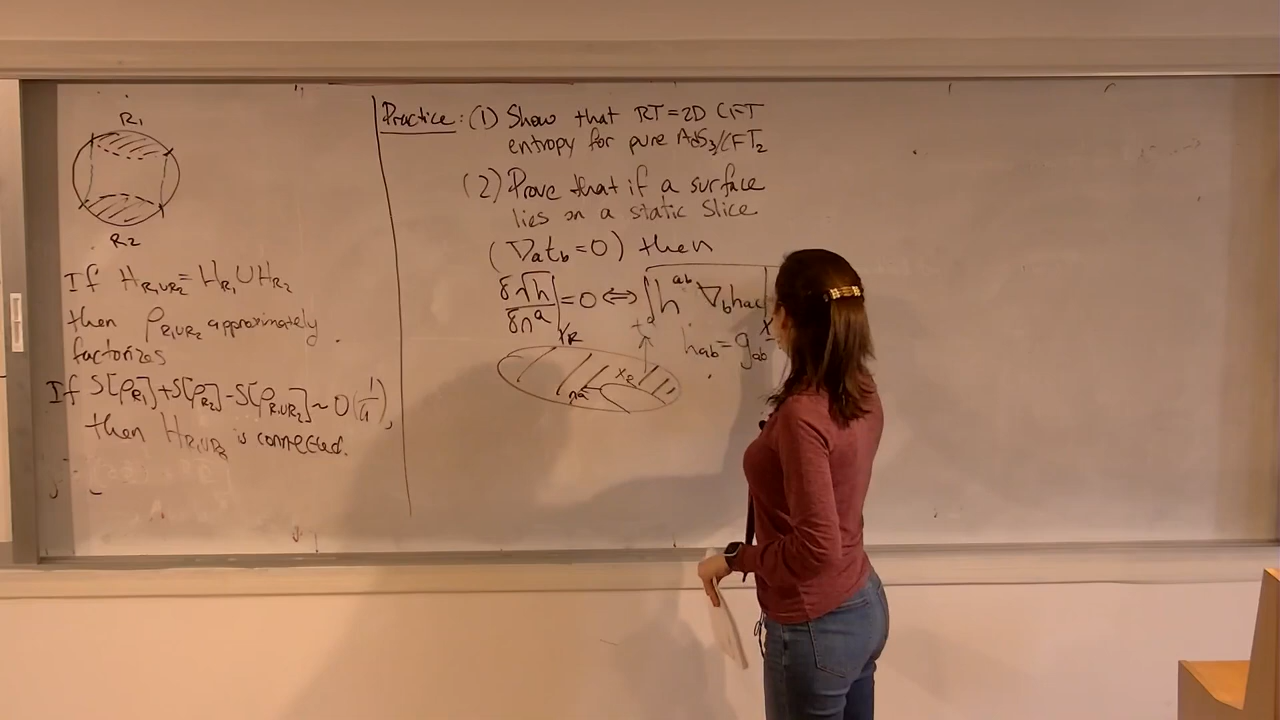 R₁
R₂
If H_{R₁∪R₂} = H_{R₁} ∪ H_{R₂}
then ρ_{R₁∪R₂} approximately
factorizes
If S[ρ_{R₁}] + S[ρ_{R₂}] - S[ρ_{R₁∪R₂}] ~ O(1/G),
then H_{R₁∪R₂} is connected.
Practice: (1) Show that RT = 2D CFT
entropy for pure AdS₃/CFT₂
(2) Prove that if a surface
lies on a static slice
(∇_a t_b = 0) then
δ√h/δn^a |_{X_R} = 0 ⇔ h^{ab} ∇_b h_{ac} |_X
h_{ab} = g_{ab}
t^a
X_R
n^a